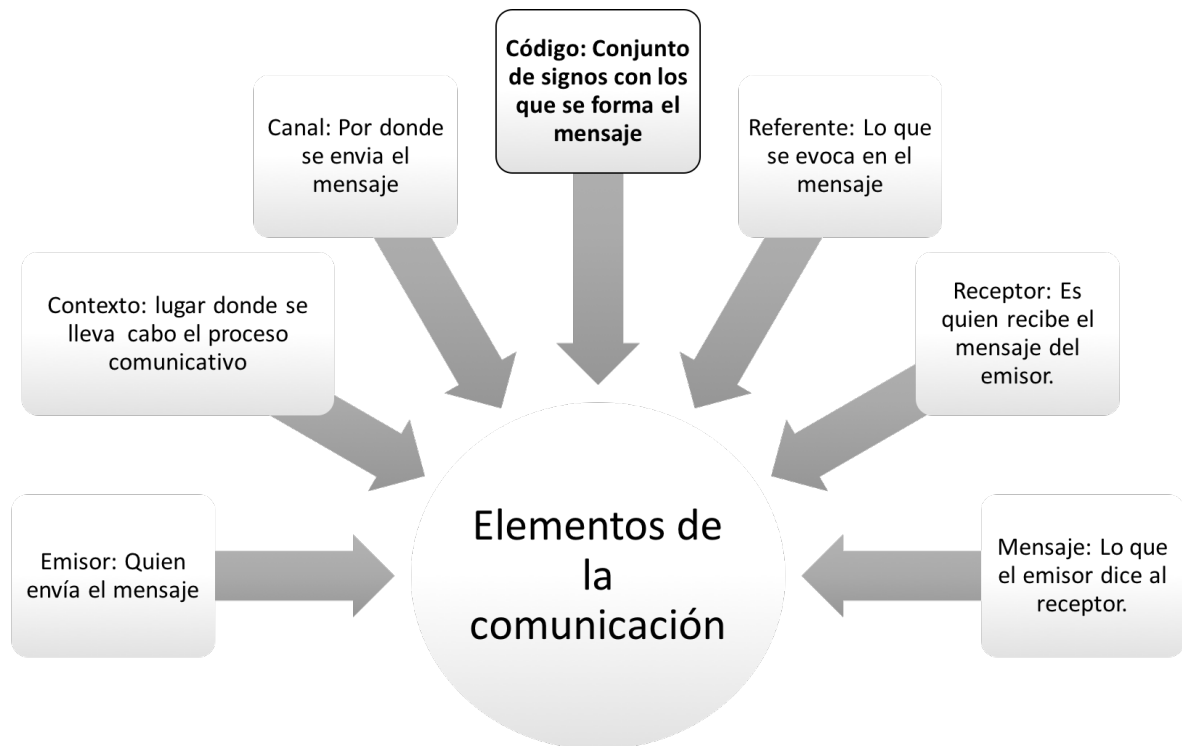 Código: Conjunto
de signos con los
que se forma el
mensaje
Canal: Por donde
se envia el
mensaje
Referente: Lo que
se evoca en el
mensaje
Contexto: lugar donde se
lleva cabo el proceso
comunicativo
Receptor: Es
quien recibe el
mensaje del
emisor.
Emisor: Quien
envía el mensaje
Elementos de
la
comunicación
Mensaje: Lo que
el emisor dice al
receptor.